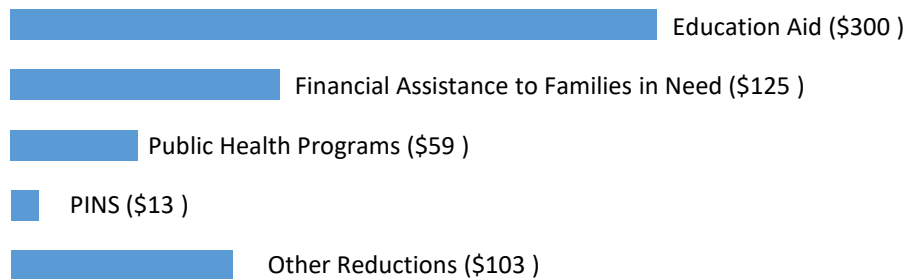 Education Aid ($300 )
Financial Assistance to Families in Need ($125 )
Public Health Programs ($59 )
PINS ($13 )
Other Reductions ($103 )